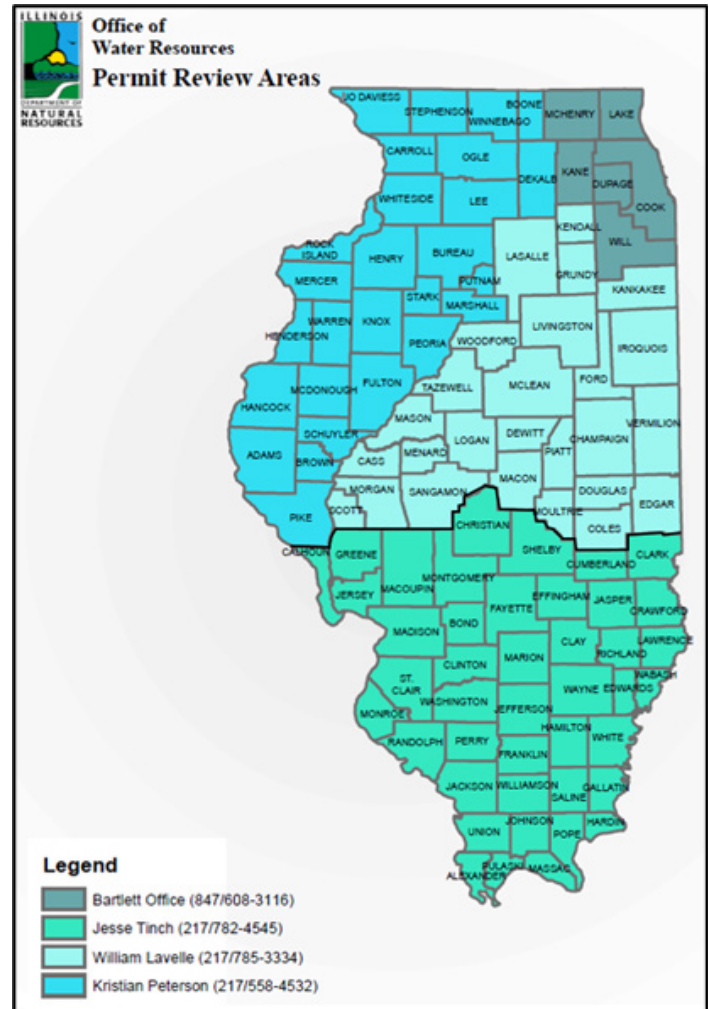 ILLINOIS
DEPARTMENT OF
NATURAL
RESOURCES
Office of
Water Resources
Permit Review Areas
JO DAVIESS
STEPHENSON
WINNEBAGO
BOONE
MCHENRY
LAKE
CARROLL
OGLE
DEKALB
KANE
DUPAGE
COOK
WHITESIDE
LEE
KENDALL
WILL
ROCK
ISLAND
HENRY
BUREAU
LASALLE
GRUNDY
MERCER
PUTNAM
KANKAKEE
STARK
MARSHALL
HENDERSON
WARREN
KNOX
PEORIA
WOODFORD
LIVINGSTON
IROQUOIS
FULTON
TAZEWELL
MCLEAN
FORD
HANCOCK
MCDONOUGH
MASON
VERMILION
SCHUYLER
LOGAN
DEWITT
CHAMPAIGN
ADAMS
BROWN
CASS
MENARD
PIATT
MACON
MORGAN
SANGAMON
DOUGLAS
EDGAR
PIKE
SCOTT
MOULTRIE
COLES
CHRISTIAN
CALHOUN
GREENE
SHELBY
CUMBERLAND
CLARK
MACOUPIN
MONTGOMERY
JERSEY
FAYETTE
EFFINGHAM
JASPER
CRAWFORD
MADISON
BOND
CLAY
RICHLAND
LAWRENCE
CLINTON
MARION
WABASH
ST.
CLAIR
WASHINGTON
WAYNE
EDWARDS
MONROE
JEFFERSON
RANDOLPH
PERRY
HAMILTON
WHITE
FRANKLIN
JACKSON
WILLIAMSON
SALINE
GALLATIN
UNION
JOHNSON
POPE
HARDIN
ALEXANDER
PULASKI
MASSAC
Legend
Bartlett Office (847/608-3116)
Jesse Tinch (217/782-4545)
William Lavelle (217/785-3334)
Kristian Peterson (217/558-4532)